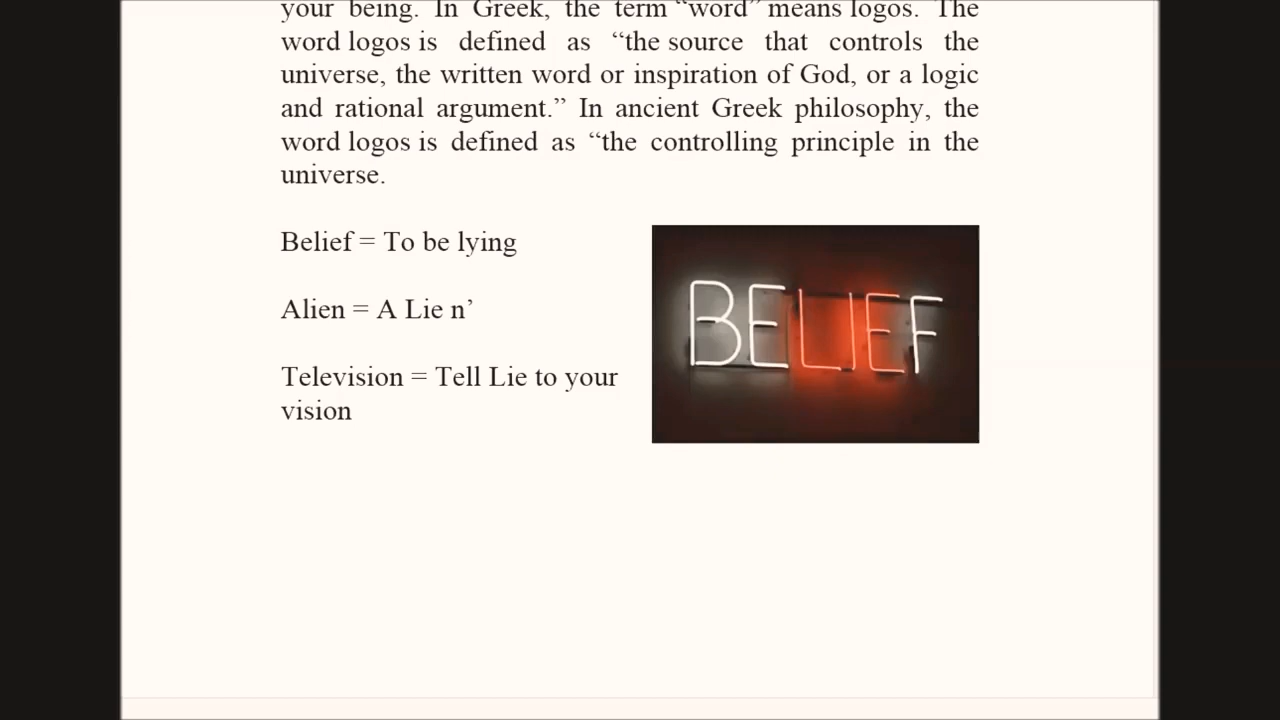 your being. In Greek, the term “word” means logos. The
word logos is defined as “the source that controls the
universe, the written word or inspiration of God, or a logic
and rational argument.” In ancient Greek philosophy, the
word logos is defined as “the controlling principle in the
universe.
Belief = To be lying
BELIEF
Alien = A Lie n’
Television = Tell Lie to your
vision